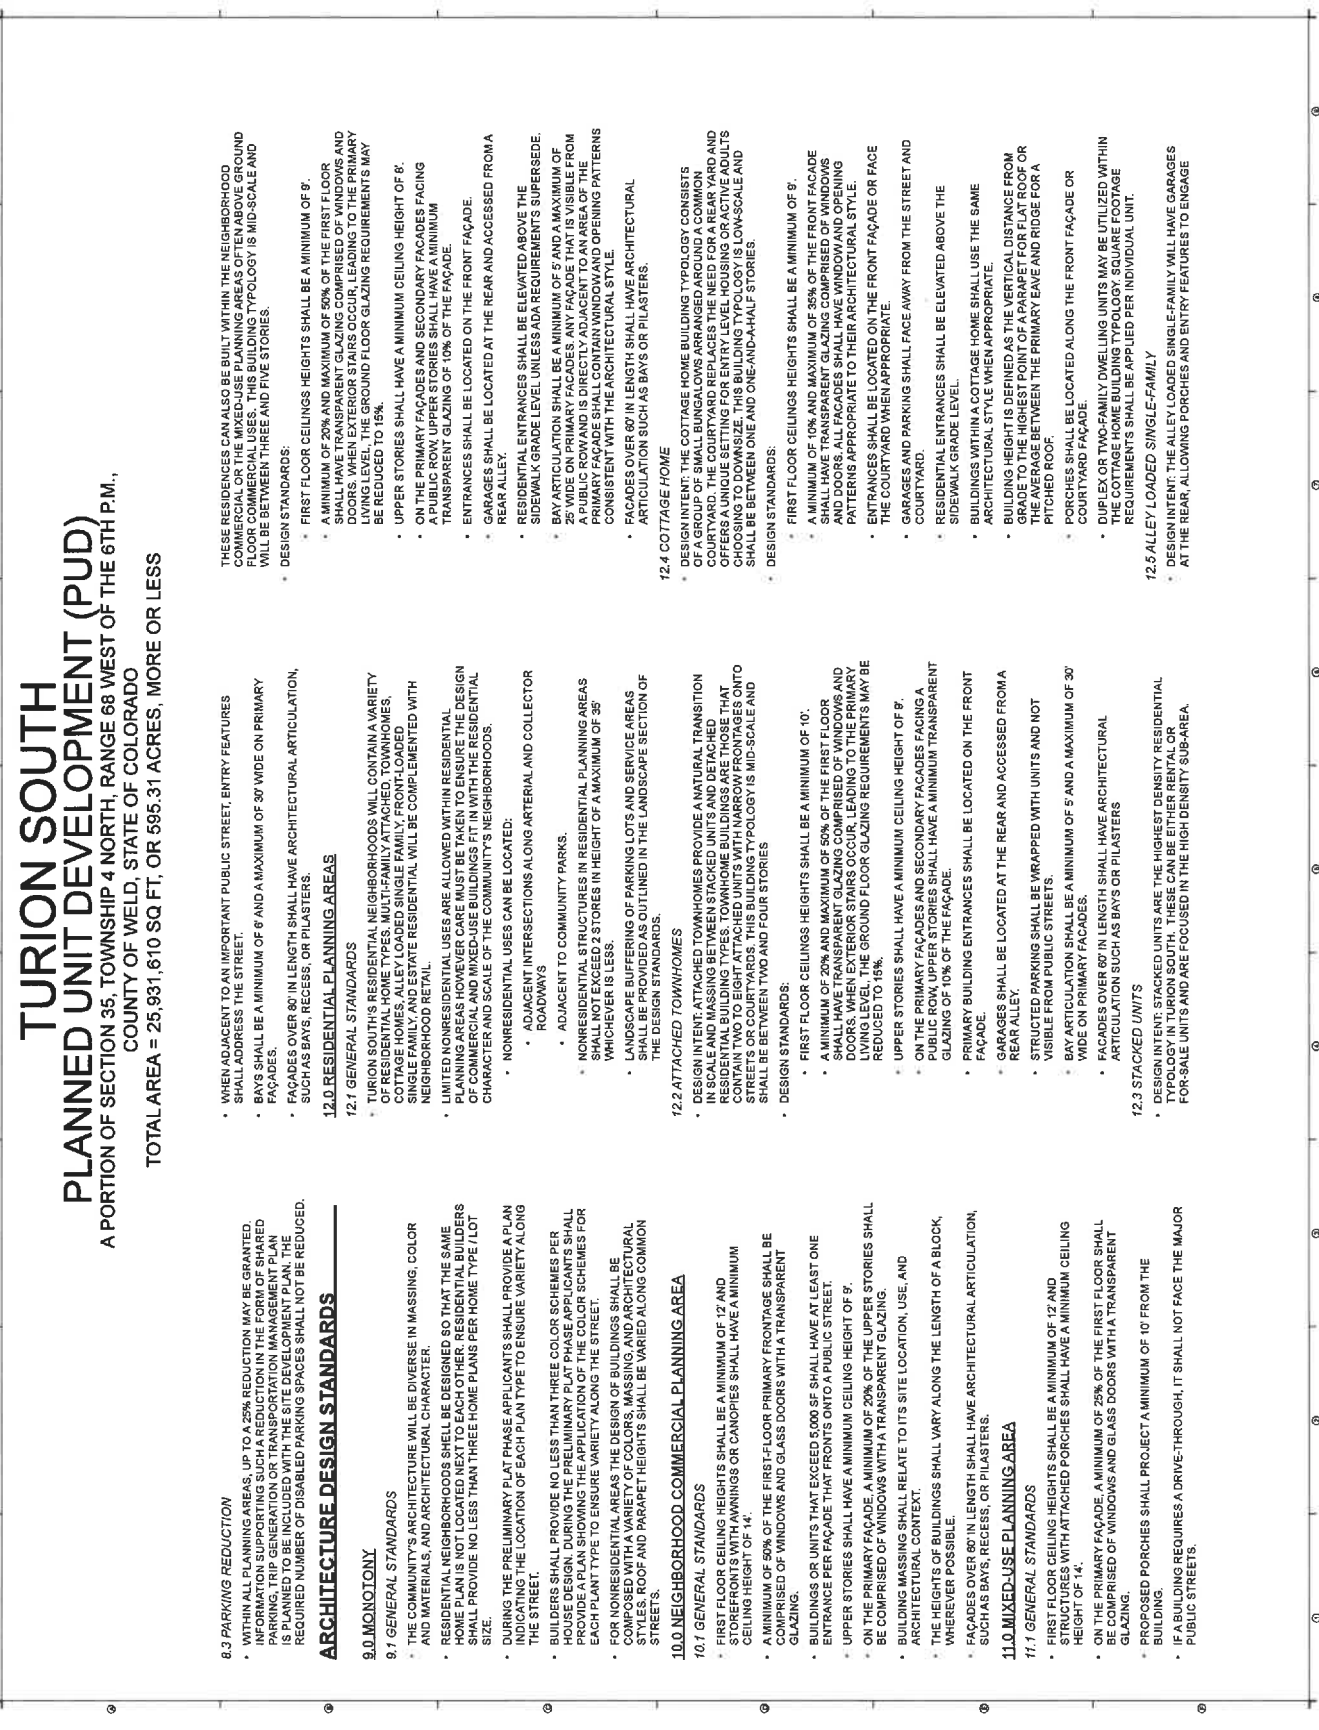 TURION SOUTH
PLANNED UNIT DEVELOPMENT (PUD)
A PORTION OF SECTION 35, TOWNSHIP 4 NORTH, RANGE 68 WEST OF THE 6TH P.M.,
COUNTY OF WELD, STATE OF COLORADO
TOTAL AREA = 25,931,610 SQ FT, OR 595.31 ACRES, MORE OR LESS
8.3 PARKING REDUCTION
• WITHIN ALL PLANNING AREAS, UP TO A 25% REDUCTION MAY BE GRANTED.
INFORMATION SUPPORTING SUCH A REDUCTION IN THE FORM OF SHARED
PARKING, TRIP GENERATION OR TRANSPORTATION MANAGEMENT PLAN
IS PLANNED TO BE INCLUDED WITH THE SITE DEVELOPMENT PLAN. THE
REQUIRED NUMBER OF DISABLED PARKING SPACES SHALL NOT BE REDUCED.
ARCHITECTURE DESIGN STANDARDS
9.0 MONOTONY
9.1 GENERAL STANDARDS
• THE COMMUNITY'S ARCHITECTURE WILL BE DIVERSE IN MASSING, COLOR
AND MATERIALS, AND ARCHITECTURAL CHARACTER.
• RESIDENTIAL NEIGHBORHOODS SHELL BE DESIGNED SO THAT THE SAME
HOME PLAN IS NOT LOCATED NEXT TO EACH OTHER. RESIDENTIAL BUILDERS
SHALL PROVIDE NO LESS THAN THREE HOME PLANS PER HOME TYPE / LOT
SIZE.
• DURING THE PRELIMINARY PLAT PHASE APPLICANTS SHALL PROVIDE A PLAN
INDICATING THE LOCATION OF EACH PLAN TYPE TO ENSURE VARIETY ALONG
THE STREET.
• BUILDERS SHALL PROVIDE NO LESS THAN THREE COLOR SCHEMES PER
HOUSE DESIGN. DURING THE PRELIMINARY PLAT PHASE APPLICANTS SHALL
PROVIDE A PLAN SHOWING THE APPLICATION OF THE COLOR SCHEMES FOR
EACH PLANT TYPE TO ENSURE VARIETY ALONG THE STREET.
• FOR NONRESIDENTIAL AREAS THE DESIGN OF BUILDINGS SHALL BE
COMPOSED WITH A VARIETY OF COLORS, MASSING, AND ARCHITECTURAL
STYLES. ROOF AND PARAPET HEIGHTS SHALL BE VARIED ALONG COMMON
STREETS.
10.0 NEIGHBORHOOD COMMERCIAL PLANNING AREA
10.1 GENERAL STANDARDS
• FIRST FLOOR CEILING HEIGHTS SHALL BE A MINIMUM OF 12' AND
STOREFRONTS WITH AWNINGS OR CANOPIES SHALL HAVE A MINIMUM
CEILING HEIGHT OF 14'.
• A MINIMUM OF 50% OF THE FIRST-FLOOR PRIMARY FRONTAGE SHALL BE
COMPRISED OF WINDOWS AND GLASS DOORS WITH A TRANSPARENT
GLAZING.
• BUILDINGS OR UNITS THAT EXCEED 5,000 SF SHALL HAVE AT LEAST ONE
ENTRANCE PER FAÇADE THAT FRONTS ONTO A PUBLIC STREET.
• UPPER STORIES SHALL HAVE A MINIMUM CEILING HEIGHT OF 9'.
• ON THE PRIMARY FAÇADE, A MINIMUM OF 20% OF THE UPPER STORIES SHALL
BE COMPRISED OF WINDOWS WITH A TRANSPARENT GLAZING.
• BUILDING MASSING SHALL RELATE TO ITS SITE LOCATION, USE, AND
ARCHITECTURAL CONTEXT.
• THE HEIGHTS OF BUILDINGS SHALL VARY ALONG THE LENGTH OF A BLOCK,
WHEREVER POSSIBLE.
• FAÇADES OVER 80' IN LENGTH SHALL HAVE ARCHITECTURAL ARTICULATION,
SUCH AS BAYS, RECESS, OR PILASTERS.
11.0 MIXED-USE PLANNING AREA
11.1 GENERAL STANDARDS
• FIRST FLOOR CEILING HEIGHTS SHALL BE A MINIMUM OF 12' AND
STRUCTURES WITH ATTACHED PORCHES SHALL HAVE A MINIMUM CEILING
HEIGHT OF 14'.
• ON THE PRIMARY FAÇADE, A MINIMUM OF 25% OF THE FIRST FLOOR SHALL
BE COMPRISED OF WINDOWS AND GLASS DOORS WITH A TRANSPARENT
GLAZING.
• PROPOSED PORCHES SHALL PROJECT A MINIMUM OF 10' FROM THE
BUILDING.
• IF A BUILDING REQUIRES A DRIVE-THROUGH, IT SHALL NOT FACE THE MAJOR
PUBLIC STREETS.
• WHEN ADJACENT TO AN IMPORTANT PUBLIC STREET, ENTRY FEATURES
SHALL ADDRESS THE STREET.
• BAYS SHALL BE A MINIMUM OF 6' AND A MAXIMUM OF 30' WIDE ON PRIMARY
FAÇADES.
• FAÇADES OVER 80' IN LENGTH SHALL HAVE ARCHITECTURAL ARTICULATION,
SUCH AS BAYS, RECESS, OR PILASTERS.
12.0 RESIDENTIAL PLANNING AREAS
12.1 GENERAL STANDARDS
• TURION SOUTH'S RESIDENTIAL NEIGHBORHOODS WILL CONTAIN A VARIETY
OF RESIDENTIAL HOME TYPES. MULTI-FAMILY ATTACHED, TOWNHOMES,
COTTAGE HOMES, ALLEY LOADED SINGLE FAMILY, FRONT-LOADED
SINGLE FAMILY, AND ESTATE RESIDENTIAL WILL BE COMPLEMENTED WITH
NEIGHBORHOOD RETAIL.
• LIMITED NONRESIDENTIAL USES ARE ALLOWED WITHIN RESIDENTIAL
PLANNING AREAS HOWEVER CARE MUST BE TAKEN TO ENSURE THE DESIGN
OF COMMERCIAL AND MIXED-USE BUILDINGS FIT IN WITH THE RESIDENTIAL
CHARACTER AND SCALE OF THE COMMUNITY'S NEIGHBORHOODS.
• NONRESIDENTIAL USES CAN BE LOCATED:
• ADJACENT INTERSECTIONS ALONG ARTERIAL AND COLLECTOR
ROADWAYS
• ADJACENT TO COMMUNITY PARKS.
• NONRESIDENTIAL STRUCTURES IN RESIDENTIAL PLANNING AREAS
SHALL NOT EXCEED 2 STORES IN HEIGHT OF A MAXIMUM OF 35'
WHICHEVER IS LESS.
• LANDSCAPE BUFFERING OF PARKING LOTS AND SERVICE AREAS
SHALL BE PROVIDED AS OUTLINED IN THE LANDSCAPE SECTION OF
THE DESIGN STANDARDS.
12.2 ATTACHED TOWNHOMES
• DESIGN INTENT: ATTACHED TOWNHOMES PROVIDE A NATURAL TRANSITION
IN SCALE AND MASSING BETWEEN STACKED UNITS AND DETACHED
RESIDENTIAL BUILDING TYPES. TOWNHOME BUILDINGS ARE THOSE THAT
CONTAIN TWO TO EIGHT ATTACHED UNITS WITH NARROW FRONTAGES ONTO
STREETS OR COURTYARDS. THIS BUILDING TYPOLOGY IS MID-SCALE AND
SHALL BE BETWEEN TWO AND FOUR STORIES
• DESIGN STANDARDS:
• FIRST FLOOR CEILINGS HEIGHTS SHALL BE A MINIMUM OF 10'.
• A MINIMUM OF 20% AND MAXIMUM OF 50% OF THE FIRST FLOOR
SHALL HAVE TRANSPARENT GLAZING COMPRISED OF WINDOWS AND
DOORS. WHEN EXTERIOR STAIRS OCCUR, LEADING TO THE PRIMARY
LIVING LEVEL, THE GROUND FLOOR GLAZING REQUIREMENTS MAY BE
REDUCED TO 15%.
• UPPER STORIES SHALL HAVE A MINIMUM CEILING HEIGHT OF 9'.
• ON THE PRIMARY FAÇADES AND SECONDARY FAÇADES FACING A
PUBLIC ROW, UPPER STORIES SHALL HAVE A MINIMUM TRANSPARENT
GLAZING OF 10% OF THE FAÇADE.
• PRIMARY BUILDING ENTRANCES SHALL BE LOCATED ON THE FRONT
FAÇADE.
• GARAGES SHALL BE LOCATED AT THE REAR AND ACCESSED FROM A
REAR ALLEY.
• STRUCTURED PARKING SHALL BE WRAPPED WITH UNITS AND NOT
VISIBLE FROM PUBLIC STREETS.
• BAY ARTICULATION SHALL BE A MINIMUM OF 5' AND A MAXIMUM OF 30'
WIDE ON PRIMARY FACADES.
• FACADES OVER 60' IN LENGTH SHALL HAVE ARCHITECTURAL
ARTICULATION SUCH AS BAYS OR PILASTERS
12.3 STACKED UNITS
• DESIGN INTENT: STACKED UNITS ARE THE HIGHEST DENSITY RESIDENTIAL
TYPOLOGY IN TURION SOUTH. THESE CAN BE EITHER RENTAL OR
FOR-SALE UNITS AND ARE FOCUSED IN THE HIGH DENSITY SUB-AREA.
THESE RESIDENCES CAN ALSO BE BUILT WITHIN THE NEIGHBORHOOD
COMMERCIAL OR THE MIXED-USE PLANNING AREAS OFTEN ABOVE GROUND
FLOOR COMMERCIAL USES. THIS BUILDING TYPOLOGY IS MID-SCALE AND
WILL BE BETWEEN THREE AND FIVE STORIES.
• DESIGN STANDARDS:
• FIRST FLOOR CEILINGS HEIGHTS SHALL BE A MINIMUM OF 9'.
• A MINIMUM OF 20% AND MAXIMUM OF 50% OF THE FIRST FLOOR
SHALL HAVE TRANSPARENT GLAZING COMPRISED OF WINDOWS AND
DOORS. WHEN EXTERIOR STAIRS OCCUR, LEADING TO THE PRIMARY
LIVING LEVEL, THE GROUND FLOOR GLAZING REQUIREMENTS MAY
BE REDUCED TO 15%.
• UPPER STORIES SHALL HAVE A MINIMUM CEILING HEIGHT OF 8'.
• ON THE PRIMARY FAÇADES AND SECONDARY FAÇADES FACING
A PUBLIC ROW, UPPER STORIES SHALL HAVE A MINIMUM
TRANSPARENT GLAZING OF 10% OF THE FAÇADE.
• ENTRANCES SHALL BE LOCATED ON THE FRONT FAÇADE.
• GARAGES SHALL BE LOCATED AT THE REAR AND ACCESSED FROM A
REAR ALLEY.
• RESIDENTIAL ENTRANCES SHALL BE ELEVATED ABOVE THE
SIDEWALK GRADE LEVEL UNLESS ADA REQUIREMENTS SUPERSEDE.
• BAY ARTICULATION SHALL BE A MINIMUM OF 5' AND A MAXIMUM OF
25' WIDE ON PRIMARY FACADES. ANY FAÇADE THAT IS VISIBLE FROM
A PUBLIC ROW AND IS DIRECTLY ADJACENT TO AN AREA OF THE
PRIMARY FAÇADE SHALL CONTAIN WINDOW AND OPENING PATTERNS
CONSISTENT WITH THE ARCHITECTURAL STYLE.
• FACADES OVER 60' IN LENGTH SHALL HAVE ARCHITECTURAL
ARTICULATION SUCH AS BAYS OR PILASTERS.
12.4 COTTAGE HOME
• DESIGN INTENT: THE COTTAGE HOME BUILDING TYPOLOGY CONSISTS
OF A GROUP OF SMALL BUNGALOWS ARRANGED AROUND A COMMON
COURTYARD. THE COURTYARD REPLACES THE NEED FOR A REAR YARD AND
OFFERS A UNIQUE SETTING FOR ENTRY LEVEL HOUSING OR ACTIVE ADULTS
CHOOSING TO DOWNSIZE. THIS BUILDING TYPOLOGY IS LOW-SCALE AND
SHALL BE BETWEEN ONE AND ONE-AND-A-HALF STORIES.
• DESIGN STANDARDS:
• FIRST FLOOR CEILINGS HEIGHTS SHALL BE A MINIMUM OF 9'.
• A MINIMUM OF 10% AND MAXIMUM OF 35% OF THE FRONT FACADE
SHALL HAVE TRANSPARENT GLAZING COMPRISED OF WINDOWS
AND DOORS. ALL FACADES SHALL HAVE WINDOW AND OPENING
PATTERNS APPROPRIATE TO THEIR ARCHITECTURAL STYLE.
• ENTRANCES SHALL BE LOCATED ON THE FRONT FAÇADE OR FACE
THE COURTYARD WHEN APPROPRIATE.
• GARAGES AND PARKING SHALL FACE AWAY FROM THE STREET AND
COURTYARD.
• RESIDENTIAL ENTRANCES SHALL BE ELEVATED ABOVE THE
SIDEWALK GRADE LEVEL.
• BUILDINGS WITHIN A COTTAGE HOME SHALL USE THE SAME
ARCHITECTURAL STYLE WHEN APPROPRIATE.
• BUILDING HEIGHT IS DEFINED AS THE VERTICAL DISTANCE FROM
GRADE TO THE HIGHEST POINT OF A PARAPET FOR FLAT ROOF OR
THE AVERAGE BETWEEN THE PRIMARY EAVE AND RIDGE FOR A
PITCHED ROOF.
• PORCHES SHALL BE LOCATED ALONG THE FRONT FAÇADE OR
COURTYARD FAÇADE.
• DUPLEX OR TWO-FAMILY DWELLING UNITS MAY BE UTILIZED WITHIN
THE COTTAGE HOME BUILDING TYPOLOGY. SQUARE FOOTAGE
REQUIREMENTS SHALL BE APPLIED PER INDIVIDUAL UNIT.
12.5 ALLEY LOADED SINGLE-FAMILY
• DESIGN INTENT: THE ALLEY LOADED SINGLE-FAMILY WILL HAVE GARAGES
AT THE REAR, ALLOWING PORCHES AND ENTRY FEATURES TO ENGAGE